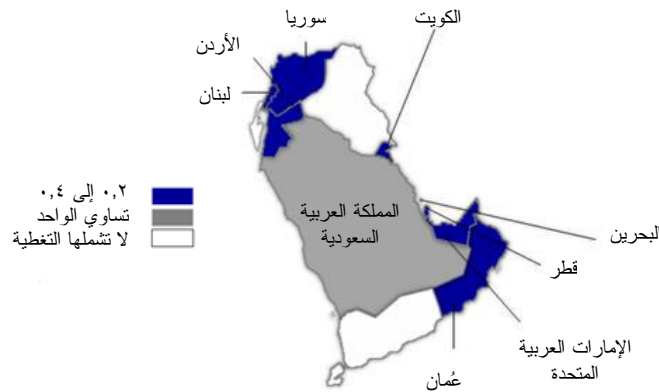 سوريا
الكويت
الأردن
لبنان
٠,٢ إلى ٠,٤
تساوي الواحد
لا تشملها التغطية
المملكة العربية
السعودية
البحرين
قطر
الإمارات العربية
المتحدة
عُمان